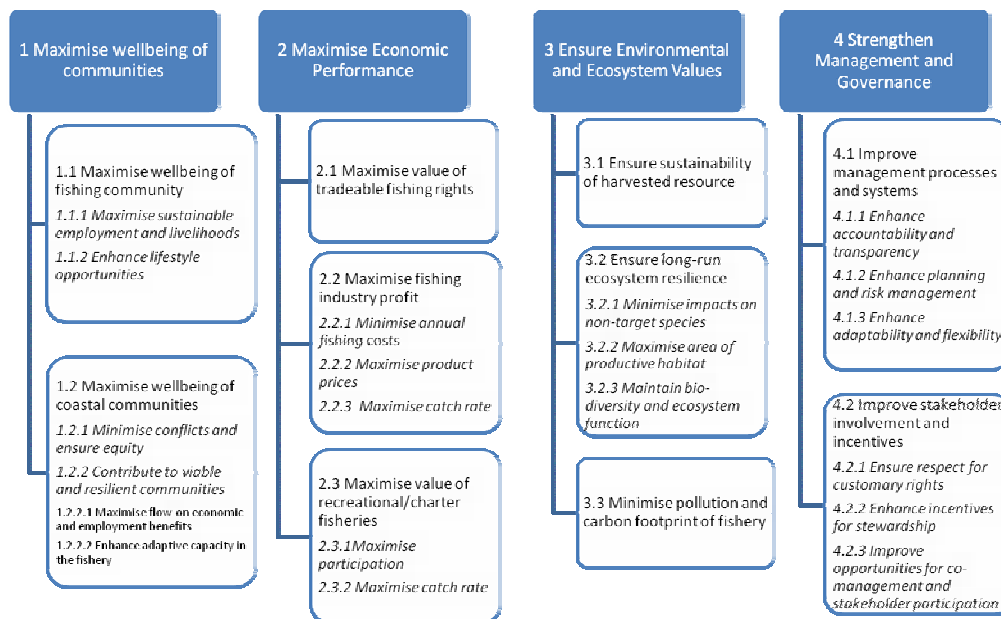 1 Maximise wellbeing of
communities
1.1 Maximise wellbeing of
fishing community
1.1.1 Maximise sustainable
employment and livelihoods
1.1.2 Enhance lifestyle
opportunities
1.2 Maximise wellbeing of
coastal communities
1.2.1 Minimise conflicts and
ensure equity
1.2.2 Contribute to viable
and resilient communities
1.2.2.1 Maximise flow on economic
and employment benefits
1.2.2.2 Enhance adaptive capacity in
the fishery
2 Maximise Economic
Performance
2.1 Maximise value of
tradeable fishing rights
2.2 Maximise fishing
industry profit
2.2.1 Minimise annual
fishing costs
2.2.2 Maximise product
prices
2.2.3 Maximise catch rate
2.3 Maximise value of
recreational/charter
fisheries
2.3.1Maximise
participation
2.3.2 Maximise catch rate
3 Ensure Environmental
and Ecosystem Values
3.1 Ensure sustainability
of harvested resource
3.2 Ensure long-run
ecosystem resilience
3.2.1 Minimise impacts on
non-target species
3.2.2 Maximise area of
productive habitat
3.2.3 Maintain bio-
diversity and ecosystem
function
3.3 Minimise pollution and
carbon footprint of fishery
4 Strengthen
Management and
Governance
4.1 Improve
management processes
and systems
4.1.1 Enhance
accountability and
transparency
4.1.2 Enhance planning
and risk management
4.1.3 Enhance
adaptability and flexibility
4.2 Improve stakeholder
involvement and
incentives
4.2.1 Ensure respect for
customary rights
4.2.2 Enhance incentives
for stewardship
4.2.3 Improve
opportunities for co-
management and
stakeholder participation